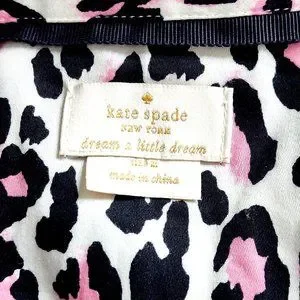 kate spade
NEW YORK
dream a little dream
made in china